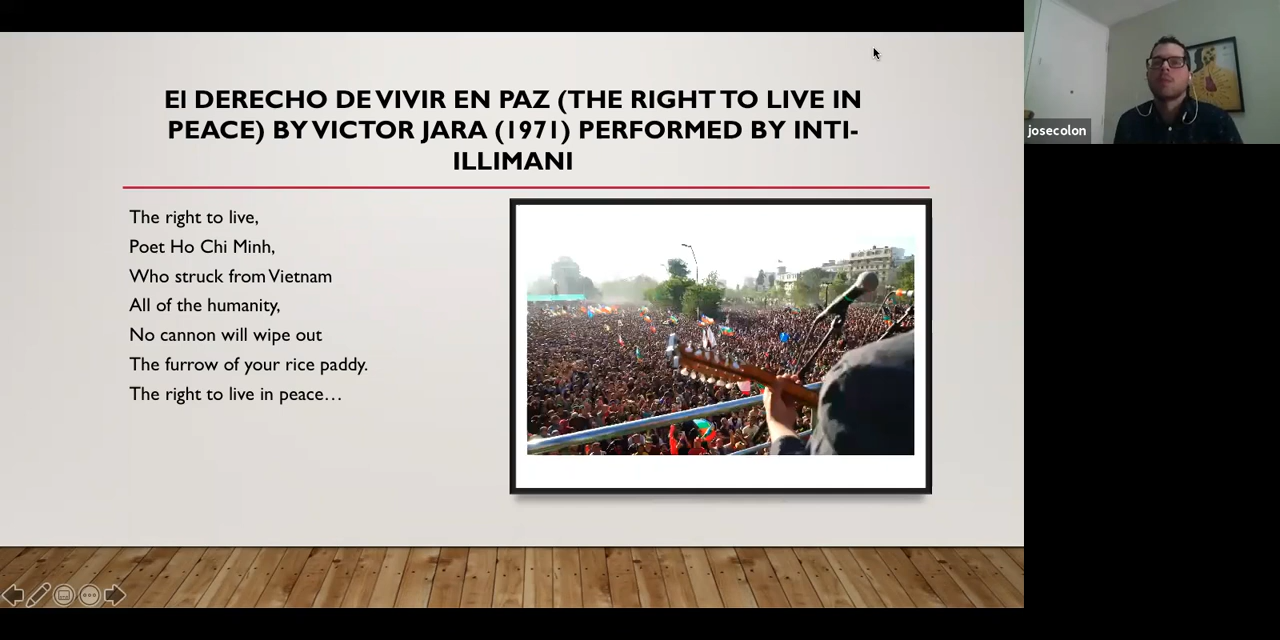 El DERECHO DE VIVIR EN PAZ (THE RIGHT TO LIVE IN
PEACE) BY VICTOR JARA (1971) PERFORMED BY INTI-
ILLIMANI
The right to live,
Poet Ho Chi Minh,
Who struck from Vietnam
All of the humanity,
No cannon will wipe out
The furrow of your rice paddy.
The right to live in peace…
josecolon